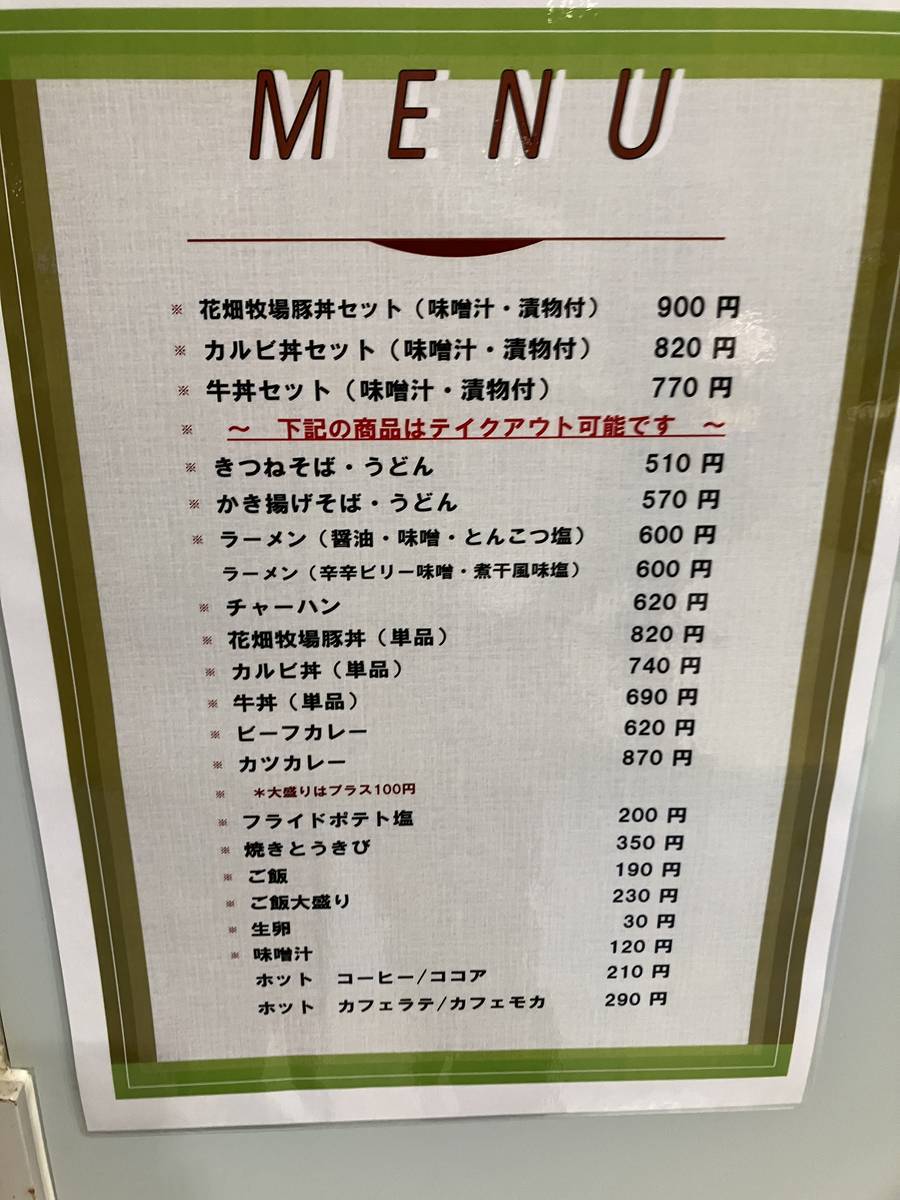 MENU
※ 花畑牧場豚丼セット（味噌汁・漬物付） 900 円
※ カルビ丼セット（味噌汁・漬物付） 820 円
※ 牛丼セット（味噌汁・漬物付） 770 円
※ ～ 下記の商品はテイクアウト可能です ～
※ きつねそば・うどん 510 円
※ かき揚げそば・うどん 570 円
※ ラーメン（醤油・味噌・とんこつ塩） 600 円
ラーメン（辛辛ビリー味噌・煮干風味塩） 600 円
※ チャーハン 620 円
※ 花畑牧場豚丼（単品） 820 円
※ カルビ丼（単品） 740 円
※ 牛丼（単品） 690 円
※ ビーフカレー 620 円
※ カツカレー 870 円
※ ＊大盛りはプラス100円
※ フライドポテト塩 200 円
※ 焼きとうきび 350 円
※ ご飯 190 円
※ ご飯大盛り 230 円
※ 生卵 30 円
※ 味噌汁 120 円
ホット コーヒー/ココア 210 円
ホット カフェラテ/カフェモカ 290 円